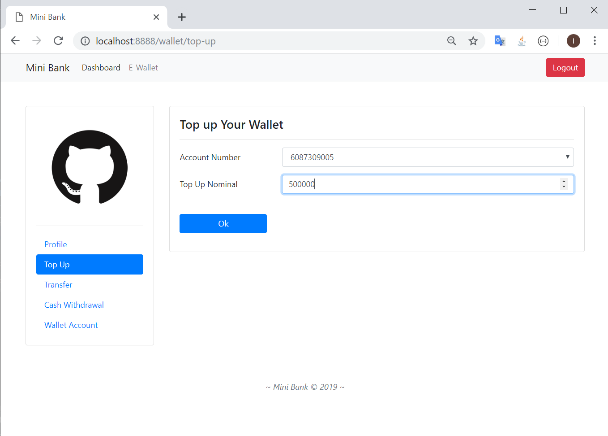 Mini Bank
localhost:8888/wallet/top-up
Mini Bank Dashboard E Wallet Logout
Top up Your Wallet
Account Number 6087309005
Top Up Nominal 500000
Ok
Profile
Top Up
Transfer
Cash Withdrawal
Wallet Account
~ Mini Bank © 2019 ~